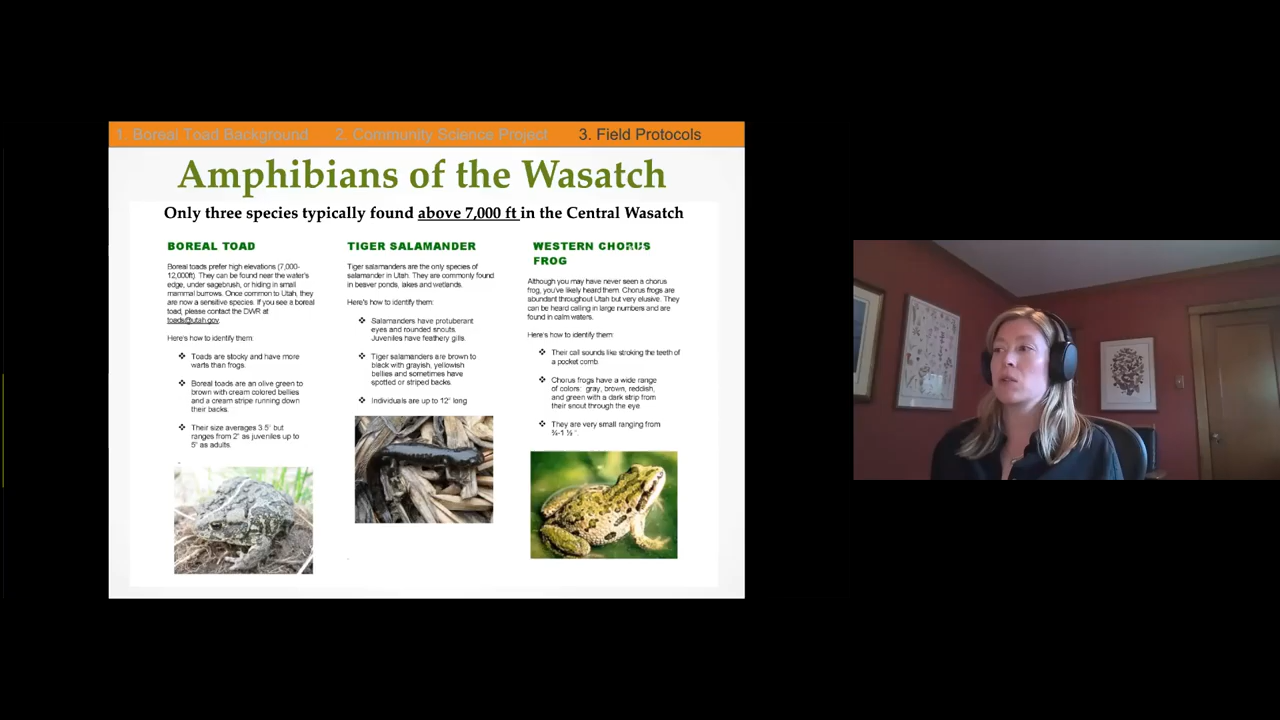 1. Boreal Toad Background 2. Community Science Project 3. Field Protocols
Amphibians of the Wasatch
Only three species typically found above 7,000 ft in the Central Wasatch
BOREAL TOAD
Boreal toads prefer high elevations (7,000-
12,000ft). They can be found near the water's
edge, under sagebrush, or hiding in small
mammal burrows. Once common to Utah, they
are now a sensitive species. If you see a boreal
toad, please contact the DWR at
toads@utah.gov.
Here's how to identify them:
❖ Toads are stocky and have more
warts than frogs.
❖ Boreal toads are an olive green to
brown with cream colored bellies
and a cream stripe running down
their backs.
❖ Their size averages 3.5" but
ranges from 2" as juveniles up to
5" as adults.
TIGER SALAMANDER
Tiger salamanders are the only species of
salamander in Utah. They are commonly found
in beaver ponds, lakes and wetlands.
Here's how to identify them:
❖ Salamanders have protuberant
eyes and rounded snouts.
Juveniles have feathery gills.
❖ Tiger salamanders are brown to
black with grayish, yellowish
bellies and sometimes have
spotted or striped backs.
❖ Individuals are up to 12" long
WESTERN CHORUS
FROG
Although you may have never seen a chorus
frog, you've likely heard them. Chorus frogs are
abundant throughout Utah but very elusive. They
can be heard calling in large numbers and are
found in calm waters.
Here's how to identify them:
❖ Their call sounds like stroking the teeth of
a pocket comb.
❖ Chorus frogs have a wide range
of colors: gray, brown, reddish,
and green with a dark strip from
their snout through the eye
❖ They are very small ranging from
¾-1 ½ ".